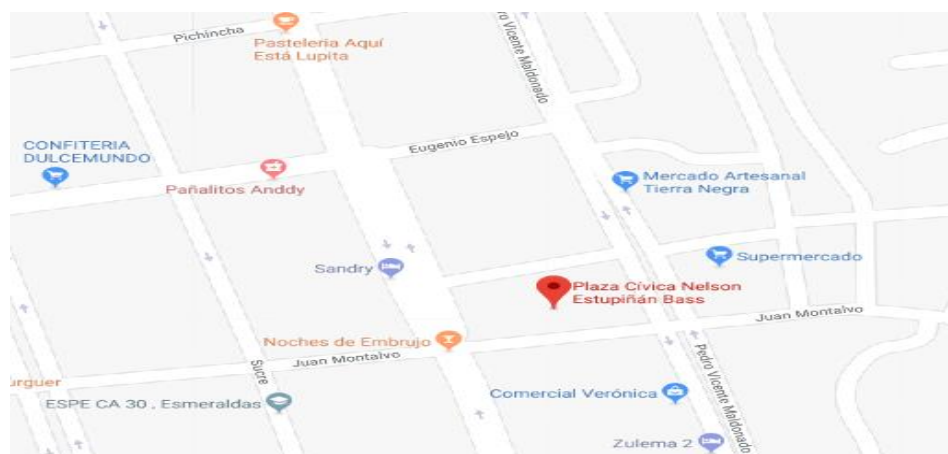 Pichincha
Pastelería Aquí
Está Lupita
Pedro Vicente Maldonado
Eugenio Espejo
CONFITERIA
DULCEMUNDO
Pañalitos Anddy
Mercado Artesanal
Tierra Negra
Sandry
Supermercado
Plaza Cívica Nelson
Estupiñán Bass
Juan Montalvo
Noches de Embrujo
Juan Montalvo
Pedro Vicente Maldonado
Sucre
urguer
ESPE CA 30 , Esmeraldas
Comercial Verónica
Zulema 2